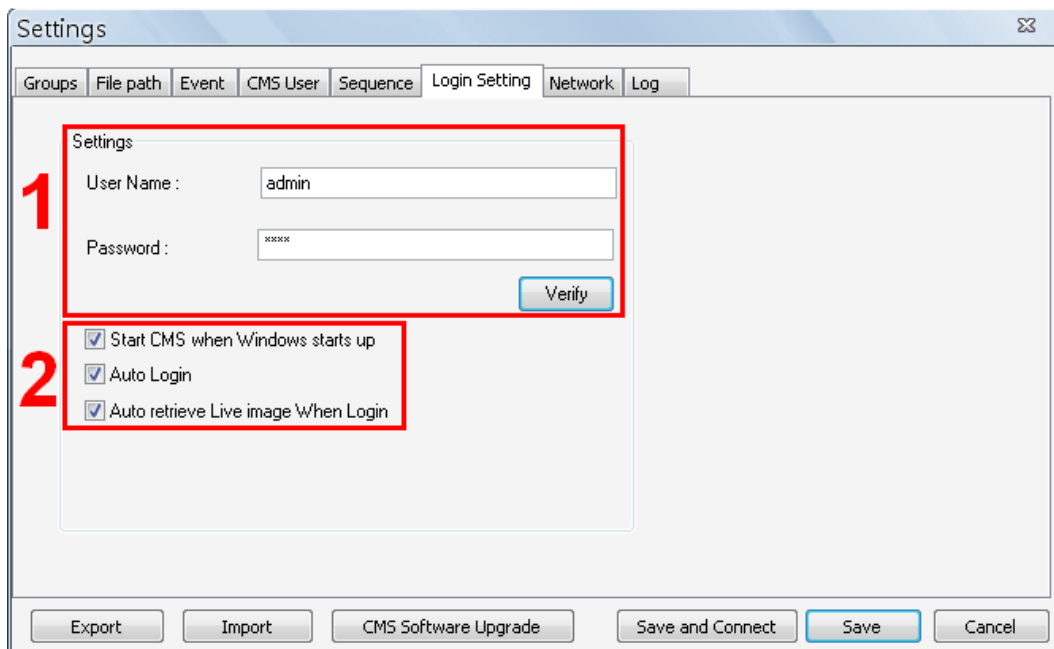 Settings
Groups File path Event CMS User Sequence Login Setting Network Log
Settings
1
User Name : admin
Password : ****
Verify
2
Start CMS when Windows starts up
Auto Login
Auto retrieve Live image When Login
Export Import CMS Software Upgrade Save and Connect Save Cancel